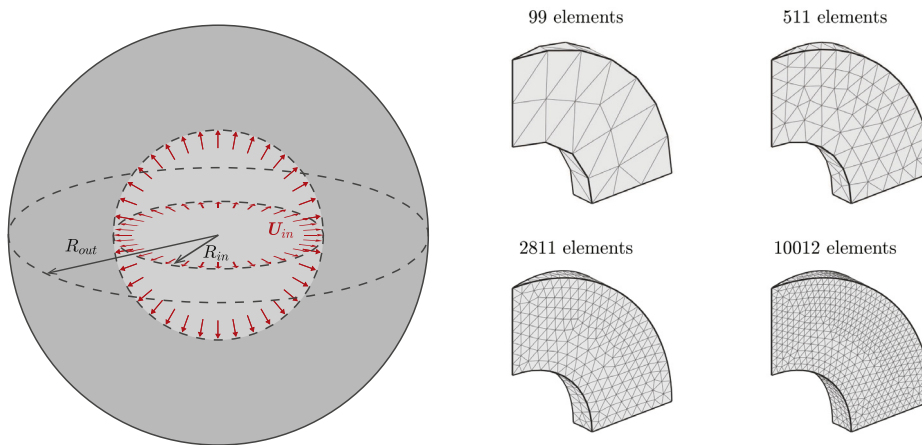 99 elements
511 elements
U_in
R_out
R_in
2811 elements
10012 elements